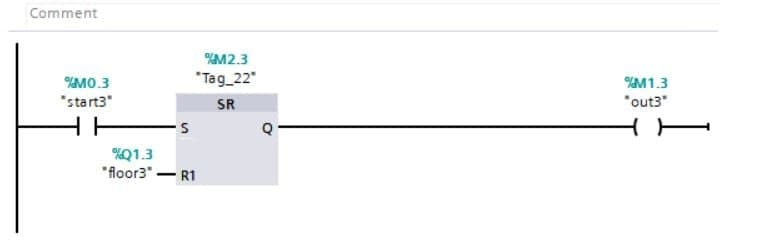 Comment
%M2.3
"Tag_22"
%M0.3
"start3"
SR
%M1.3
"out3"
S
Q
%Q1.3
"floor3"
R1